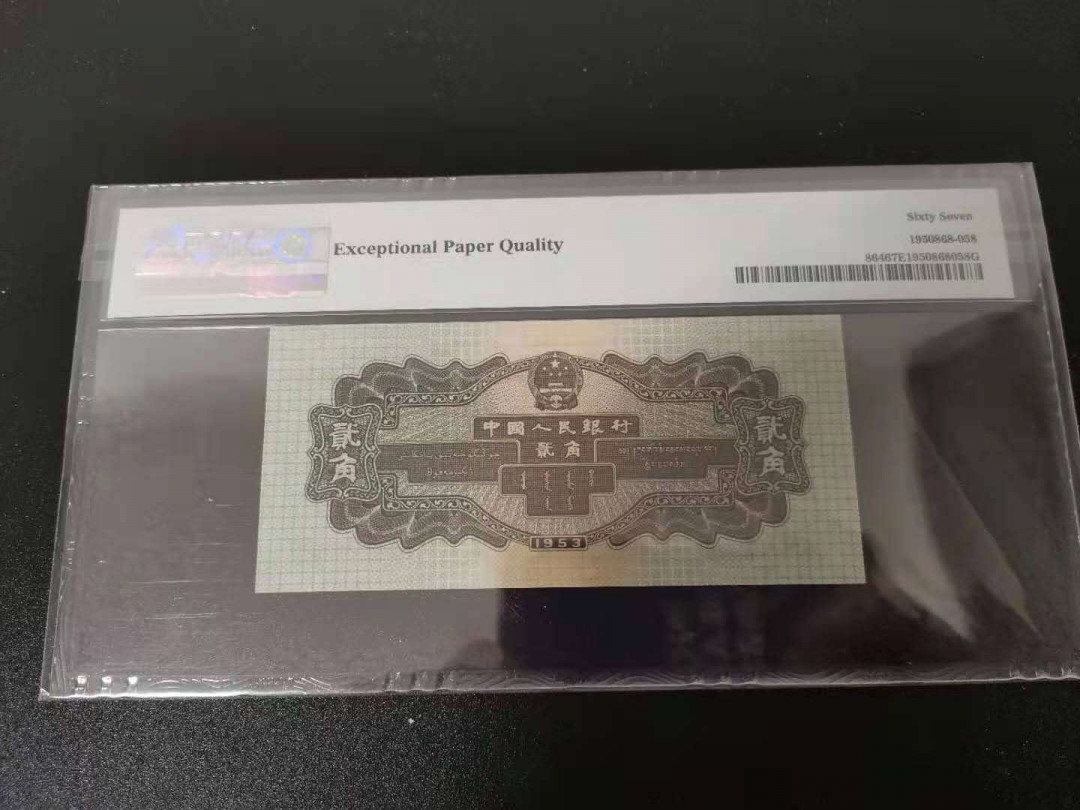 Exceptional Paper Quality
Sixty Seven
1950868-058
86467E1950868058G
中國人民銀行
貳角
貳角
貳角
1953